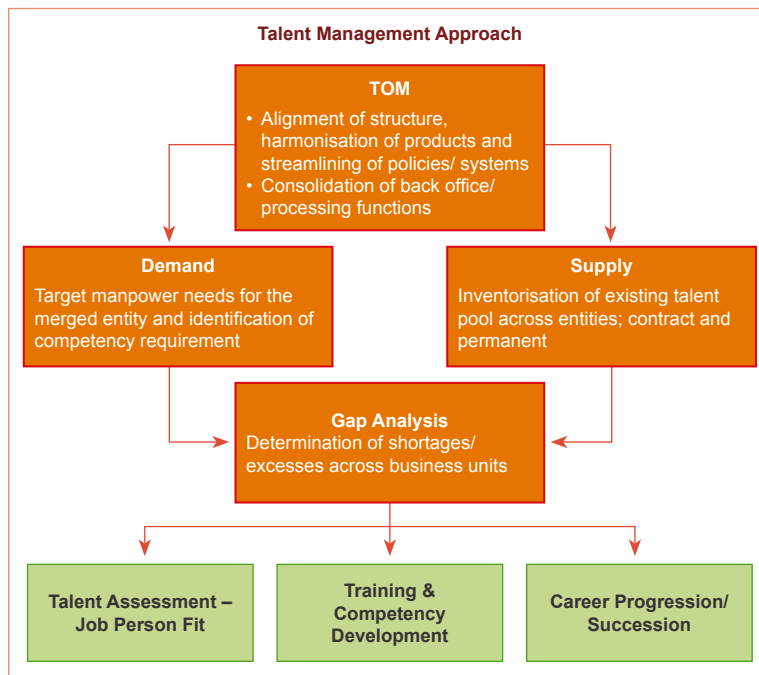 Talent Management Approach
TOM
• Alignment of structure,
harmonisation of products and
streamlining of policies/ systems
• Consolidation of back office/
processing functions
Demand
Target manpower needs for the
merged entity and identification of
competency requirement
Supply
Inventorisation of existing talent
pool across entities; contract and
permanent
Gap Analysis
Determination of shortages/
excesses across business units
Talent Assessment –
Job Person Fit
Training &
Competency
Development
Career Progression/
Succession